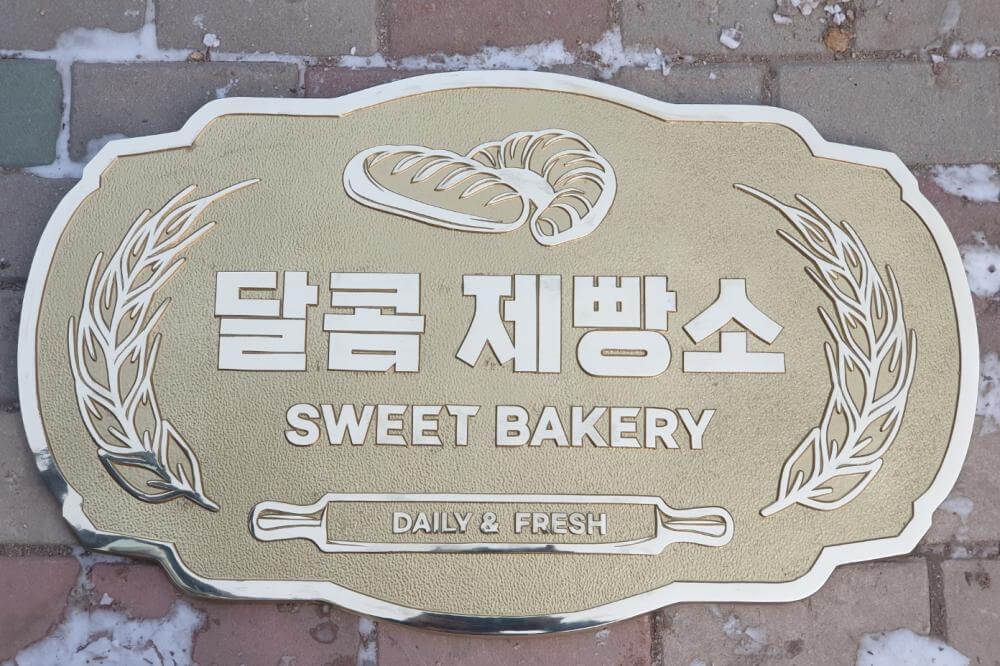 달콤 제빵소
SWEET BAKERY
DAILY & FRESH